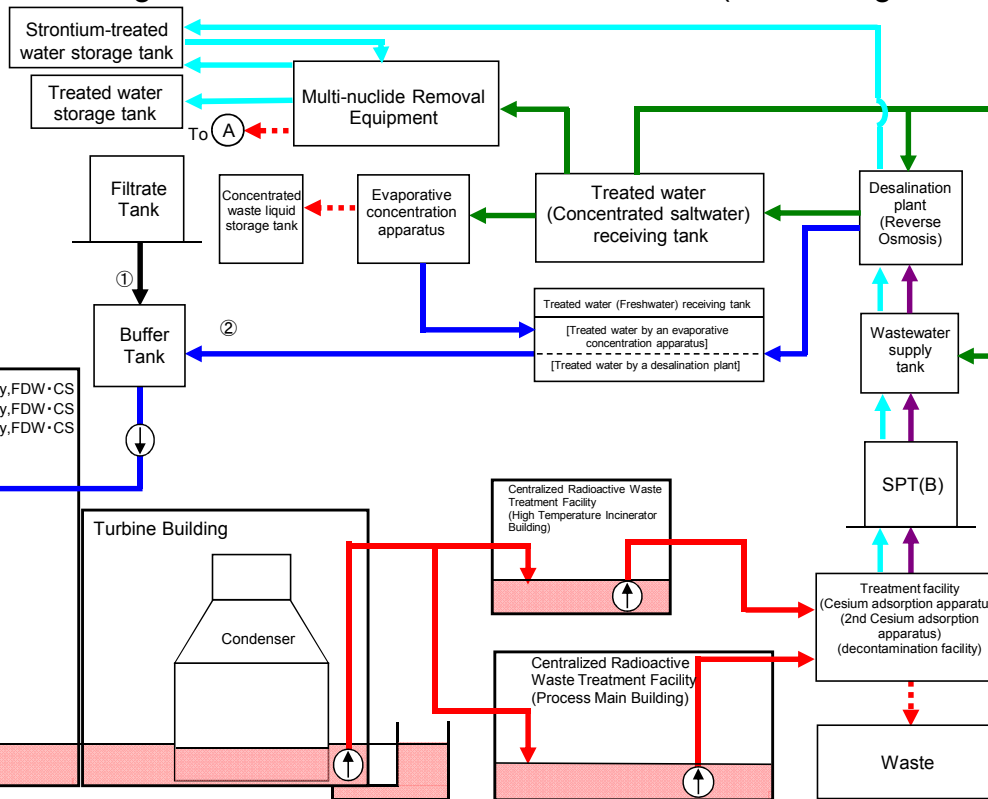 Strontium-treated
water storage tank
Treated water
storage tank
Multi-nuclide Removal
Equipment
To A
Filtrate
Tank
Concentrated
waste liquid
storage tank
Evaporative
concentration
apparatus
Treated water
(Concentrated saltwater)
receiving tank
Desalination
plant
(Reverse
Osmosis)
①
Buffer
Tank
②
Treated water (Freshwater) receiving tank
[Treated water by an evaporative
concentration apparatus]
[Treated water by a desalination plant]
Wastewater
supply
tank
y,FDW・CS
y,FDW・CS
y,FDW・CS
SPT(B)
Turbine Building
Condenser
Centralized Radioactive Waste
Treatment Facility
(High Temperature Incinerator
Building)
Centralized Radioactive
Waste Treatment Facility
(Process Main Building)
Treatment facility
(Cesium adsorption apparatu
(2nd Cesium adsorption
apparatus)
(decontamination facility)
Waste